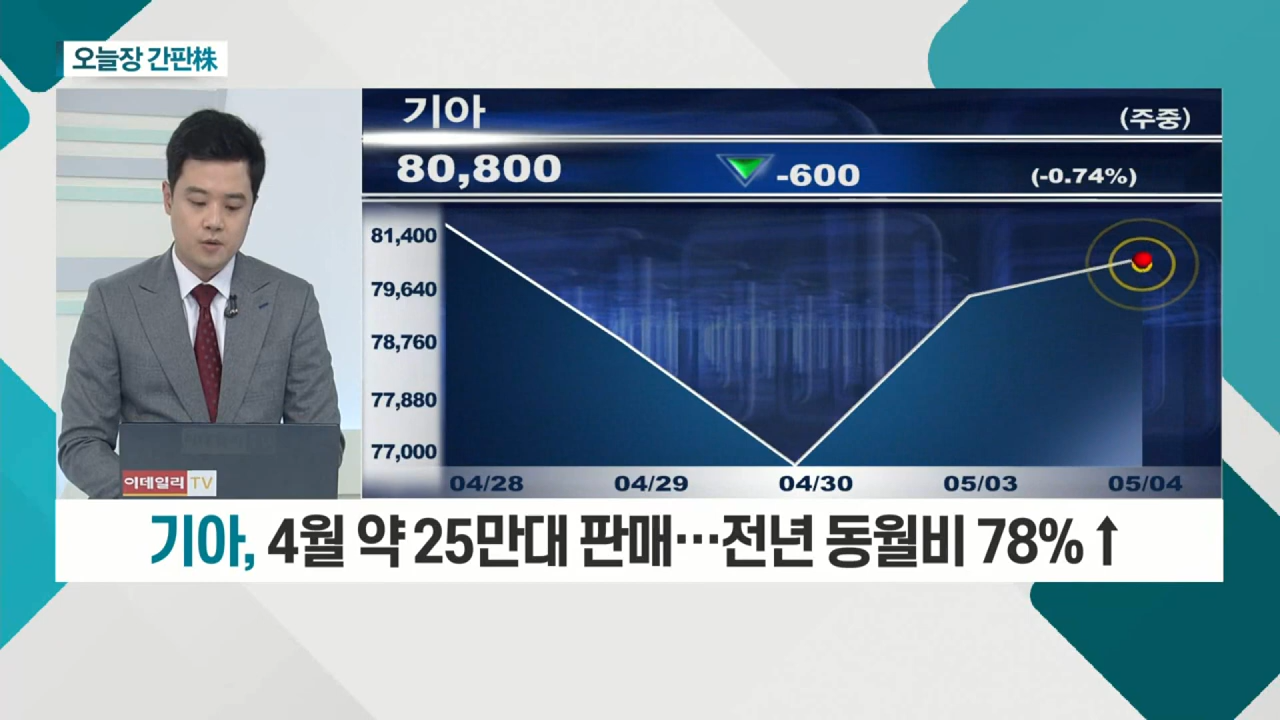 오늘장 간판株
기아
(주중)
80,800
-600
(-0.74%)
81,400
79,640
78,760
77,880
77,000
04/28
04/29
04/30
05/03
05/04
이데일리 TV
기아, 4월 약 25만대 판매…전년 동월비 78%↑